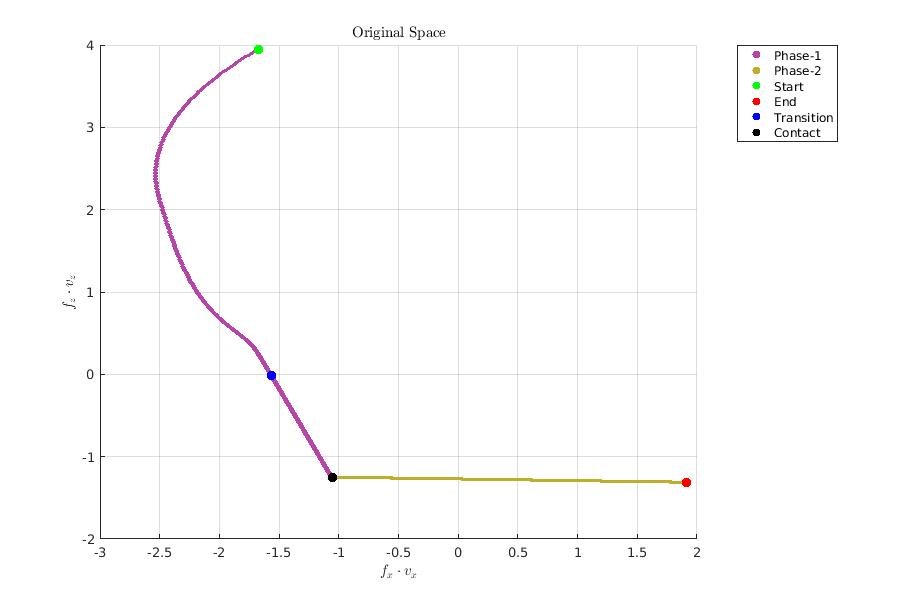 Original Space
4
3
2
1
0
-1
-2
f_z · v_z
-3
-2.5
-2
-1.5
-1
-0.5
0
0.5
1
1.5
2
f_x · v_x
Phase-1
Phase-2
Start
End
Transition
Contact